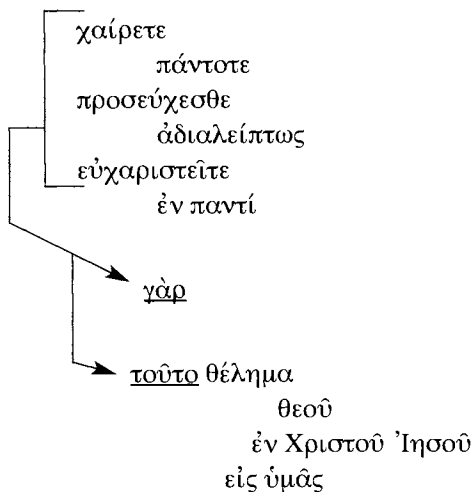 χαίρετε
πάντοτε
προσεύχεσθε
ἀδιαλείπτως
εὐχαριστεῖτε
ἐν παντί
γὰρ
τοῦτο θέλημα
θεοῦ
ἐν Χριστοῦ Ἰησοῦ
εἰς ὑμᾶς